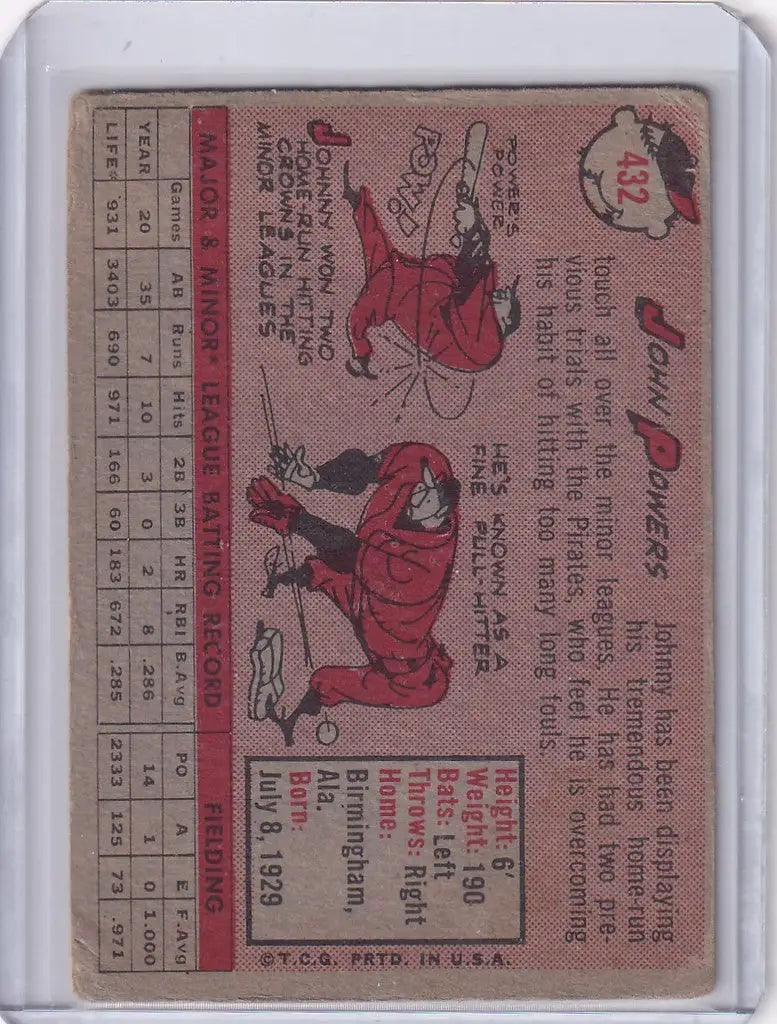 432
JOHN POWERS
Johnny has been displaying
his tremendous home-run
touch all over the minor leagues. He has had two pre-
vious trials with the Pirates, who feel he is overcoming
his habit of hitting too many long fouls.
POWER'S
POWER
POW!
JOHNNY WON TWO
HOME-RUN HITTING
CROWNS IN THE
MINOR LEAGUES
HE'S KNOWN AS A
FINE PULL-HITTER
Height: 6'
Weight: 190
Bats: Left
Throws: Right
Home:
Birmingham,
Ala.
Born:
July 8, 1929
©T.C.G. PRTD. IN U.S.A.
MAJOR & MINOR* LEAGUE BATTING RECORD FIELDING
Games AB Runs Hits 2B 3B HR RBI B.Avg PO A E F.Avg
YEAR 20 35 7 10 3 0 2 8 .286 14 1 0 1.000
LIFE* 931 3403 690 971 166 60 183 672 .285 2333 125 73 .971